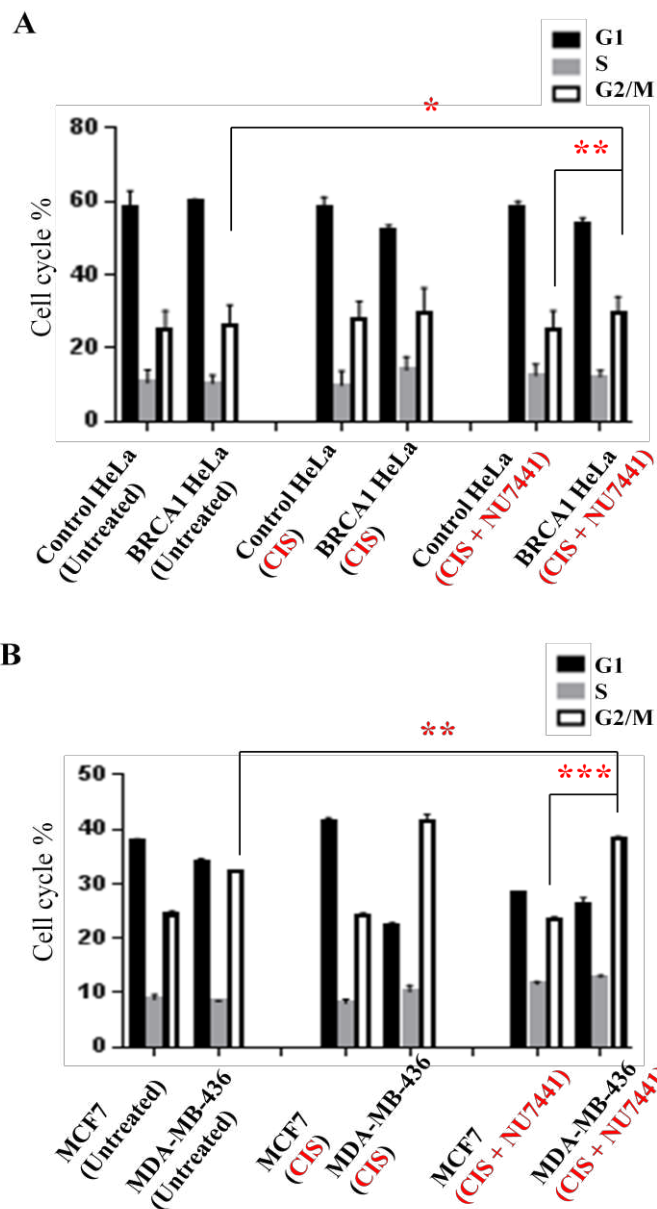 A
G1
S
G2/M
*
**
80
60
40
20
0
Cell cycle %
Control HeLa
(Untreated)
BRCA1 HeLa
(Untreated)
Control HeLa
(CIS)
BRCA1 HeLa
(CIS)
Control HeLa
(CIS + NU7441)
BRCA1 HeLa
(CIS + NU7441)
B
G1
S
G2/M
**
***
50
40
30
20
10
0
Cell cycle %
MCF7
(Untreated)
MDA-MB-436
(Untreated)
MCF7
(CIS)
MDA-MB-436
(CIS)
MCF7
(CIS + NU7441)
MDA-MB-436
(CIS + NU7441)